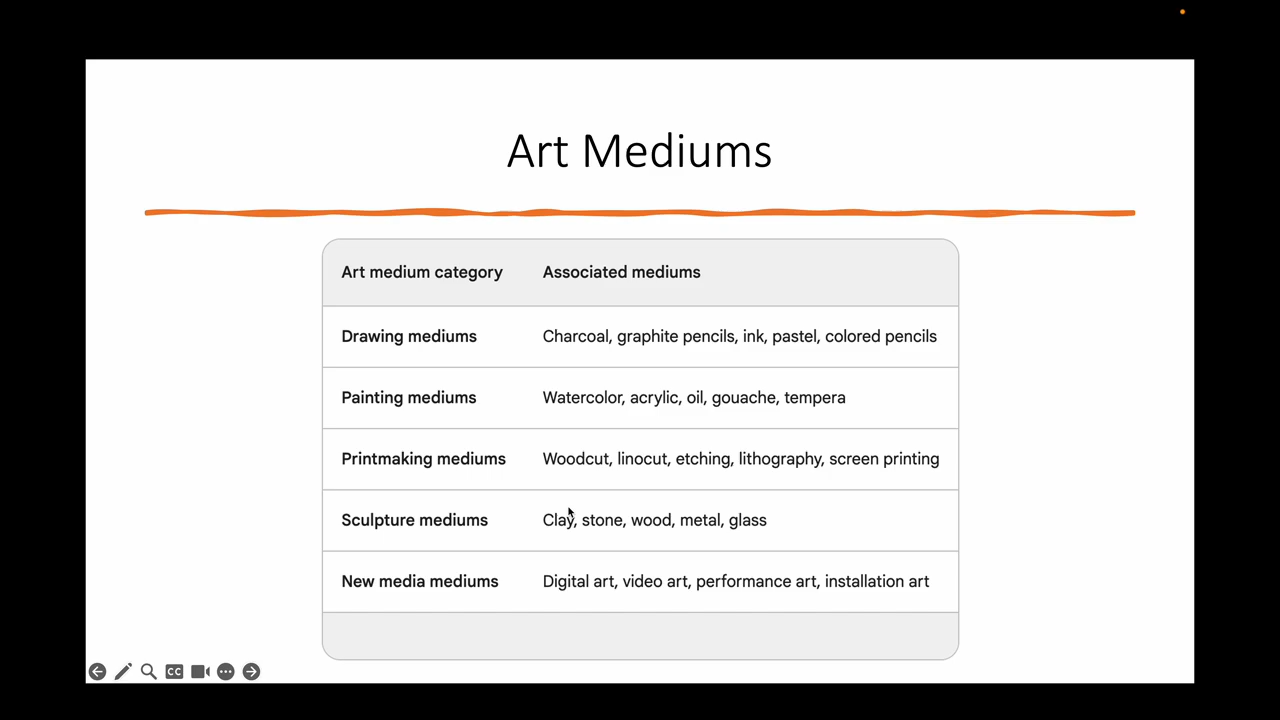 Art Mediums
Art medium category Associated mediums
Drawing mediums Charcoal, graphite pencils, ink, pastel, colored pencils
Painting mediums Watercolor, acrylic, oil, gouache, tempera
Printmaking mediums Woodcut, linocut, etching, lithography, screen printing
Sculpture mediums Clay, stone, wood, metal, glass
New media mediums Digital art, video art, performance art, installation art
CC